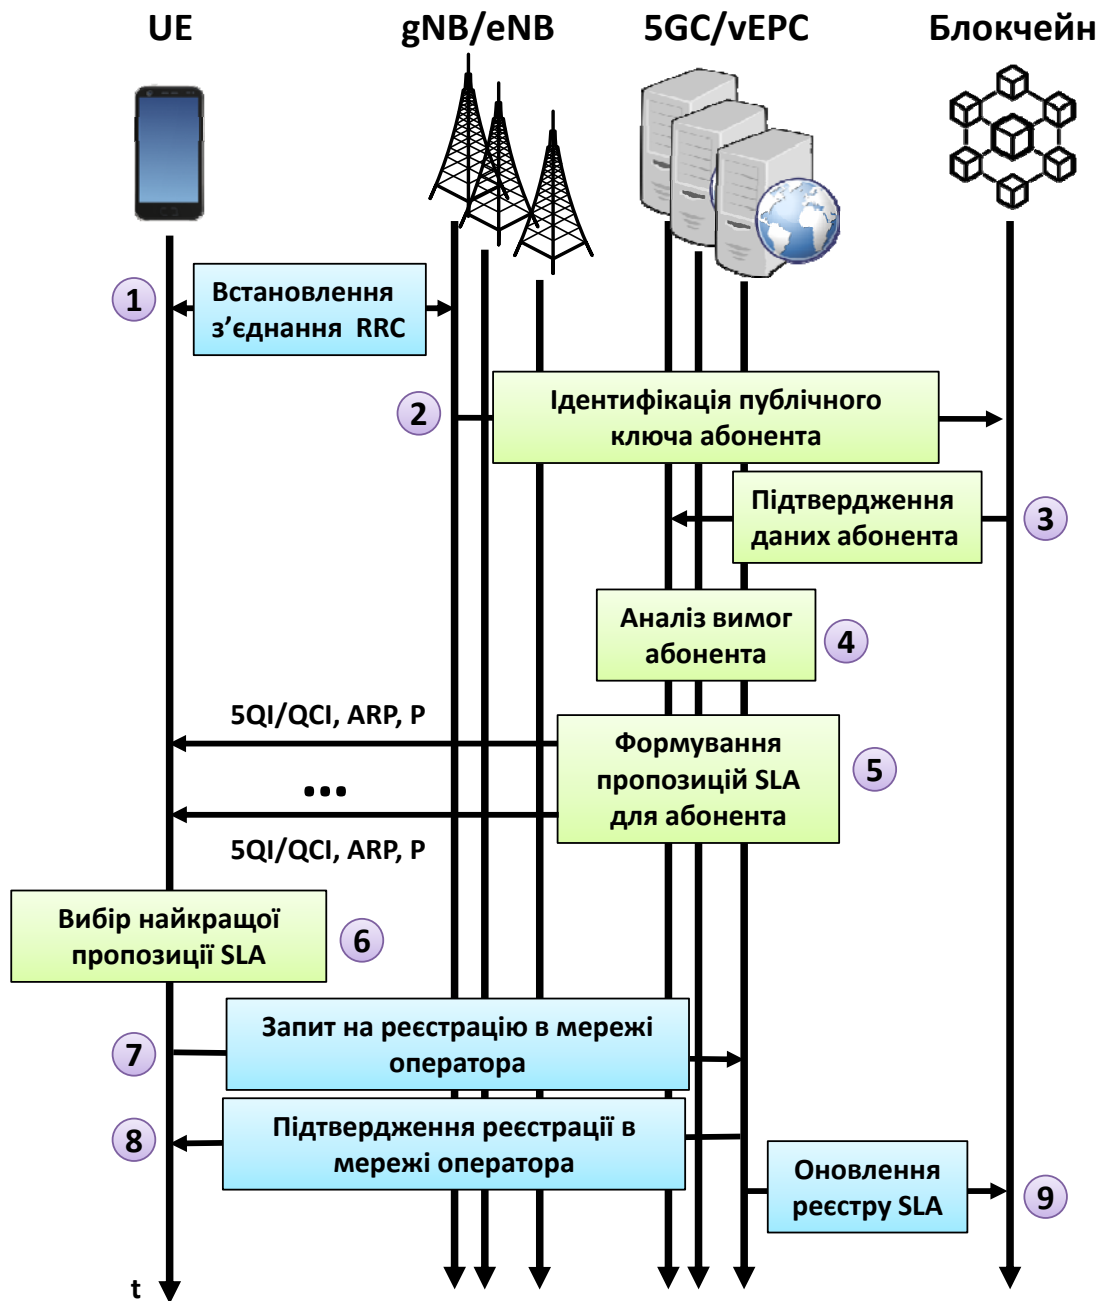 UE
gNB/eNB
5GC/vEPC
Блокчейн
1
Встановлення
з’єднання RRC
2
Ідентифікація публічного
ключа абонента
Підтвердження
даних абонента
3
Аналіз вимог
абонента
4
5QI/QCI, ARP, P
...
5QI/QCI, ARP, P
Формування
пропозицій SLA
для абонента
5
Вибір найкращої
пропозиції SLA
6
7
Запит на реєстрацію в мережі
оператора
8
Підтвердження реєстрації в
мережі оператора
Оновлення
реєстру SLA
9
t